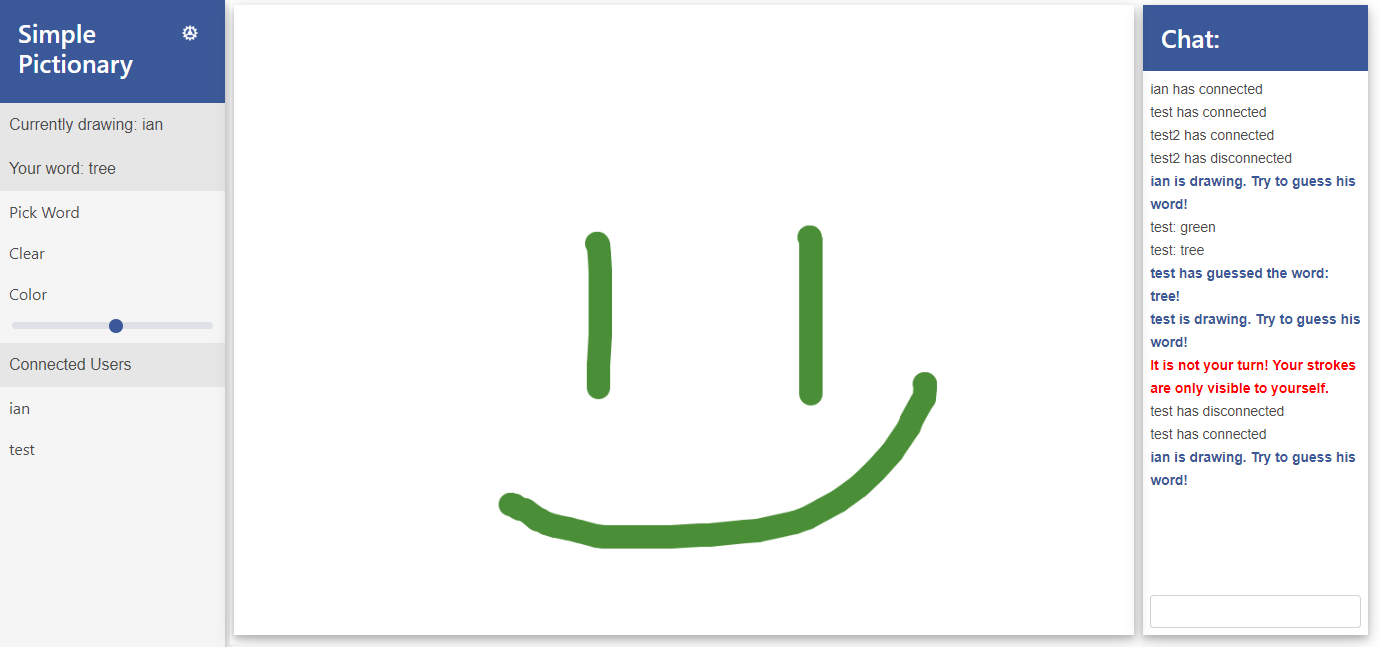 Simple
Pictionary
Currently drawing: ian
Your word: tree
Pick Word
Clear
Color
Connected Users
ian
test
Chat:
ian has connected
test has connected
test2 has connected
test2 has disconnected
ian is drawing. Try to guess his
word!
test: green
test: tree
test has guessed the word:
tree!
test is drawing. Try to guess his
word!
It is not your turn! Your strokes
are only visible to yourself.
test has disconnected
test has connected
ian is drawing. Try to guess his
word!